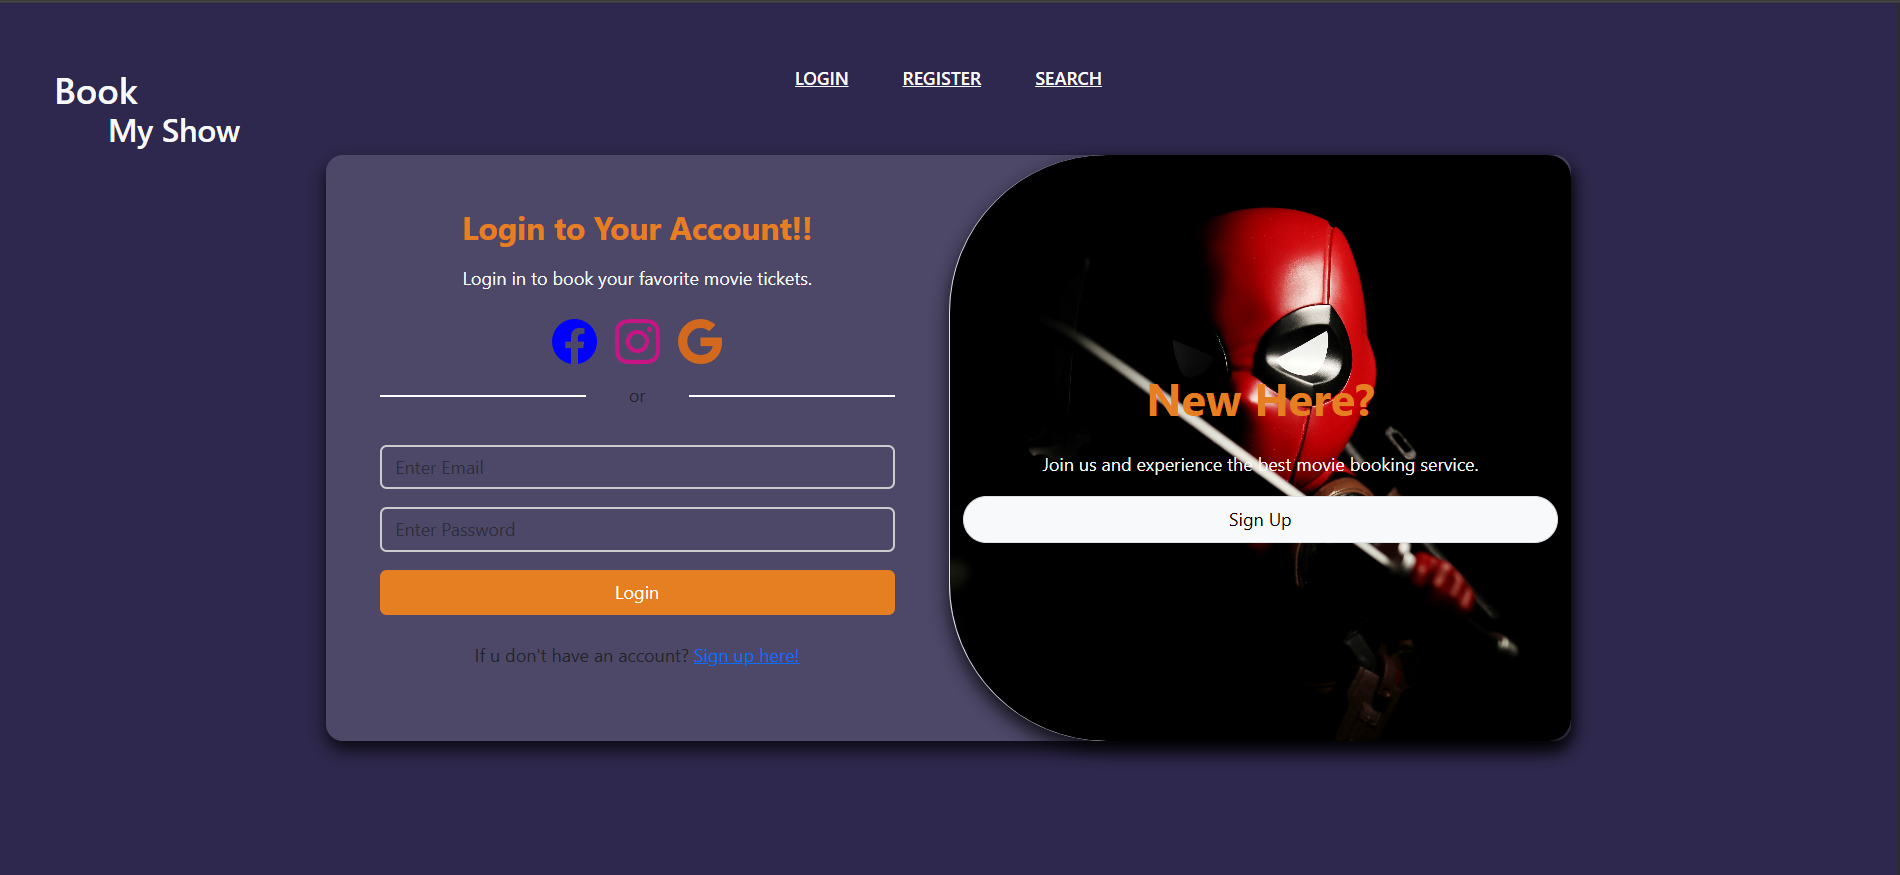 Book
My Show
LOGIN REGISTER SEARCH
Login to Your Account!!
Login in to book your favorite movie tickets.
or
Enter Email
Enter Password
Login
If u don't have an account? Sign up here!
New Here?
Join us and experience the best movie booking service.
Sign Up